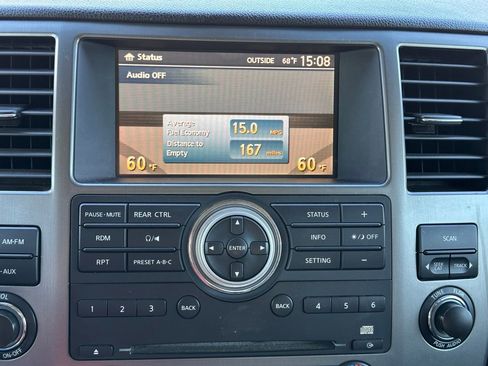 Status OUTSIDE 68°F 15:08
Audio OFF
Average
Fuel Economy 15.0 MPG
Distance to
Empty 167 miles
60°F 60°F
PAUSE·MUTE REAR CTRL STATUS +
AM·FM RDM ENTER INFO OFF SCAN
·AUX RPT PRESET A·B·C SETTING − SEEK CAT TRACK
1 2 3 BACK BACK 4 5 6
TUNE
ON·OFF PUSH AUDIO